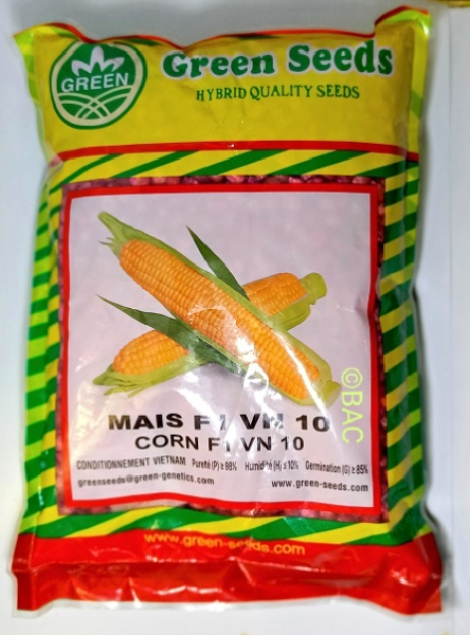 GREEN
Green Seeds
HYBRID QUALITY SEEDS
©BAC
MAIS F1 VN 10
CORN F1 VN 10
CONDITIONNEMENT VIETNAM Pureté (P) ≥ 98% Humidité (H) ≤ 10% Germination (G) ≥ 85%
greenseeds@green-genetics.com www.green-seeds.com
www.green-seeds.com